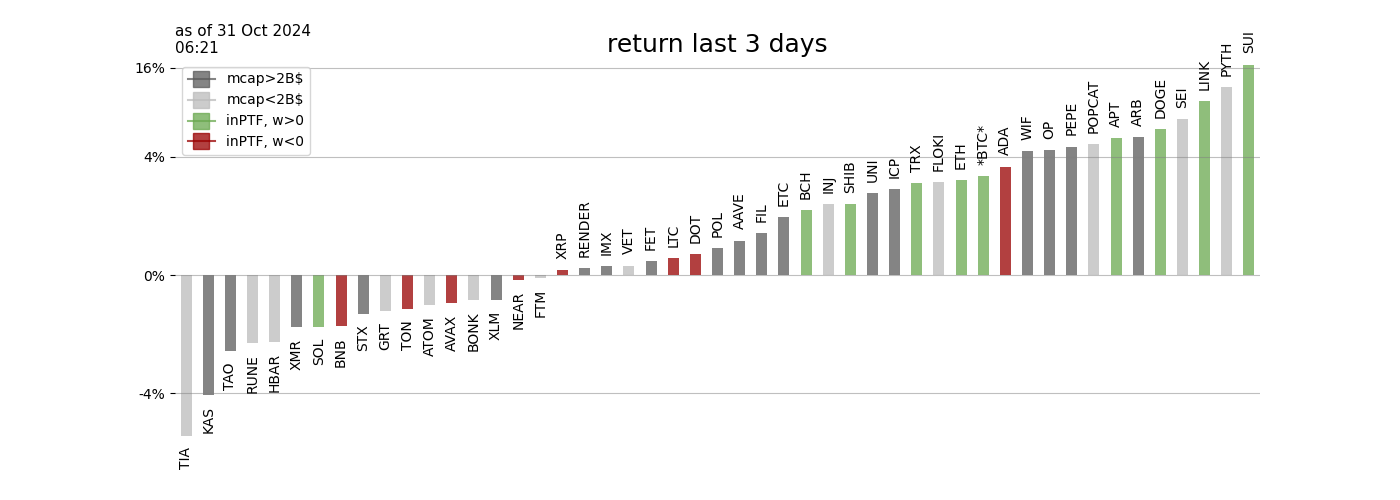 as of 31 Oct 2024
06:21
return last 3 days
16%
4%
0%
-4%
mcap>2B$
mcap<2B$
inPTF, w>0
inPTF, w<0
TIA
KAS
TAO
RUNE
HBAR
XMR
SOL
BNB
STX
GRT
TON
ATOM
AVAX
BONK
XLM
NEAR
FTM
XRP
RENDER
IMX
VET
FET
LTC
DOT
POL
AAVE
FIL
ETC
BCH
INJ
SHIB
UNI
ICP
TRX
FLOKI
ETH
*BTC*
ADA
WIF
OP
PEPE
POPCAT
APT
ARB
DOGE
SEI
LINK
PYTH
SUI